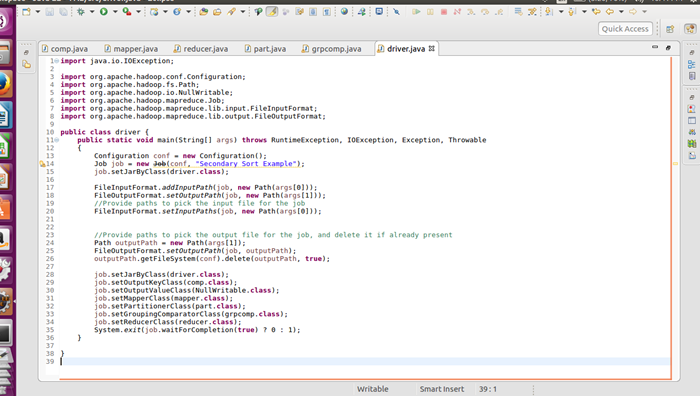 Quick Access
comp.java mapper.java reducer.java part.java grpcomp.java driver.java
1 import java.io.IOException;
2
3 import org.apache.hadoop.conf.Configuration;
4 import org.apache.hadoop.fs.Path;
5 import org.apache.hadoop.io.NullWritable;
6 import org.apache.hadoop.mapreduce.Job;
7 import org.apache.hadoop.mapreduce.lib.input.FileInputFormat;
8 import org.apache.hadoop.mapreduce.lib.output.FileOutputFormat;
9
10 public class driver {
11 public static void main(String[] args) throws RuntimeException, IOException, Exception, Throwable
12 {
13 Configuration conf = new Configuration();
14 Job job = new Job(conf, "Secondary Sort Example");
15 job.setJarByClass(driver.class);
16
17 FileInputFormat.addInputPath(job, new Path(args[0]));
18 FileOutputFormat.setOutputPath(job, new Path(args[1]));
19 //Provide paths to pick the input file for the job
20 FileInputFormat.setInputPaths(job, new Path(args[0]));
21
22
23 //Provide paths to pick the output file for the job, and delete it if already present
24 Path outputPath = new Path(args[1]);
25 FileOutputFormat.setOutputPath(job, outputPath);
26 outputPath.getFileSystem(conf).delete(outputPath, true);
27
28 job.setJarByClass(driver.class);
29 job.setOutputKeyClass(comp.class);
30 job.setOutputValueClass(NullWritable.class);
31 job.setMapperClass(mapper.class);
32 job.setPartitionerClass(part.class);
33 job.setGroupingComparatorClass(grpcomp.class);
34 job.setReducerClass(reducer.class);
35 System.exit(job.waitForCompletion(true) ? 0 : 1);
36 }
37
38 }
39
Writable Smart Insert 39 : 1